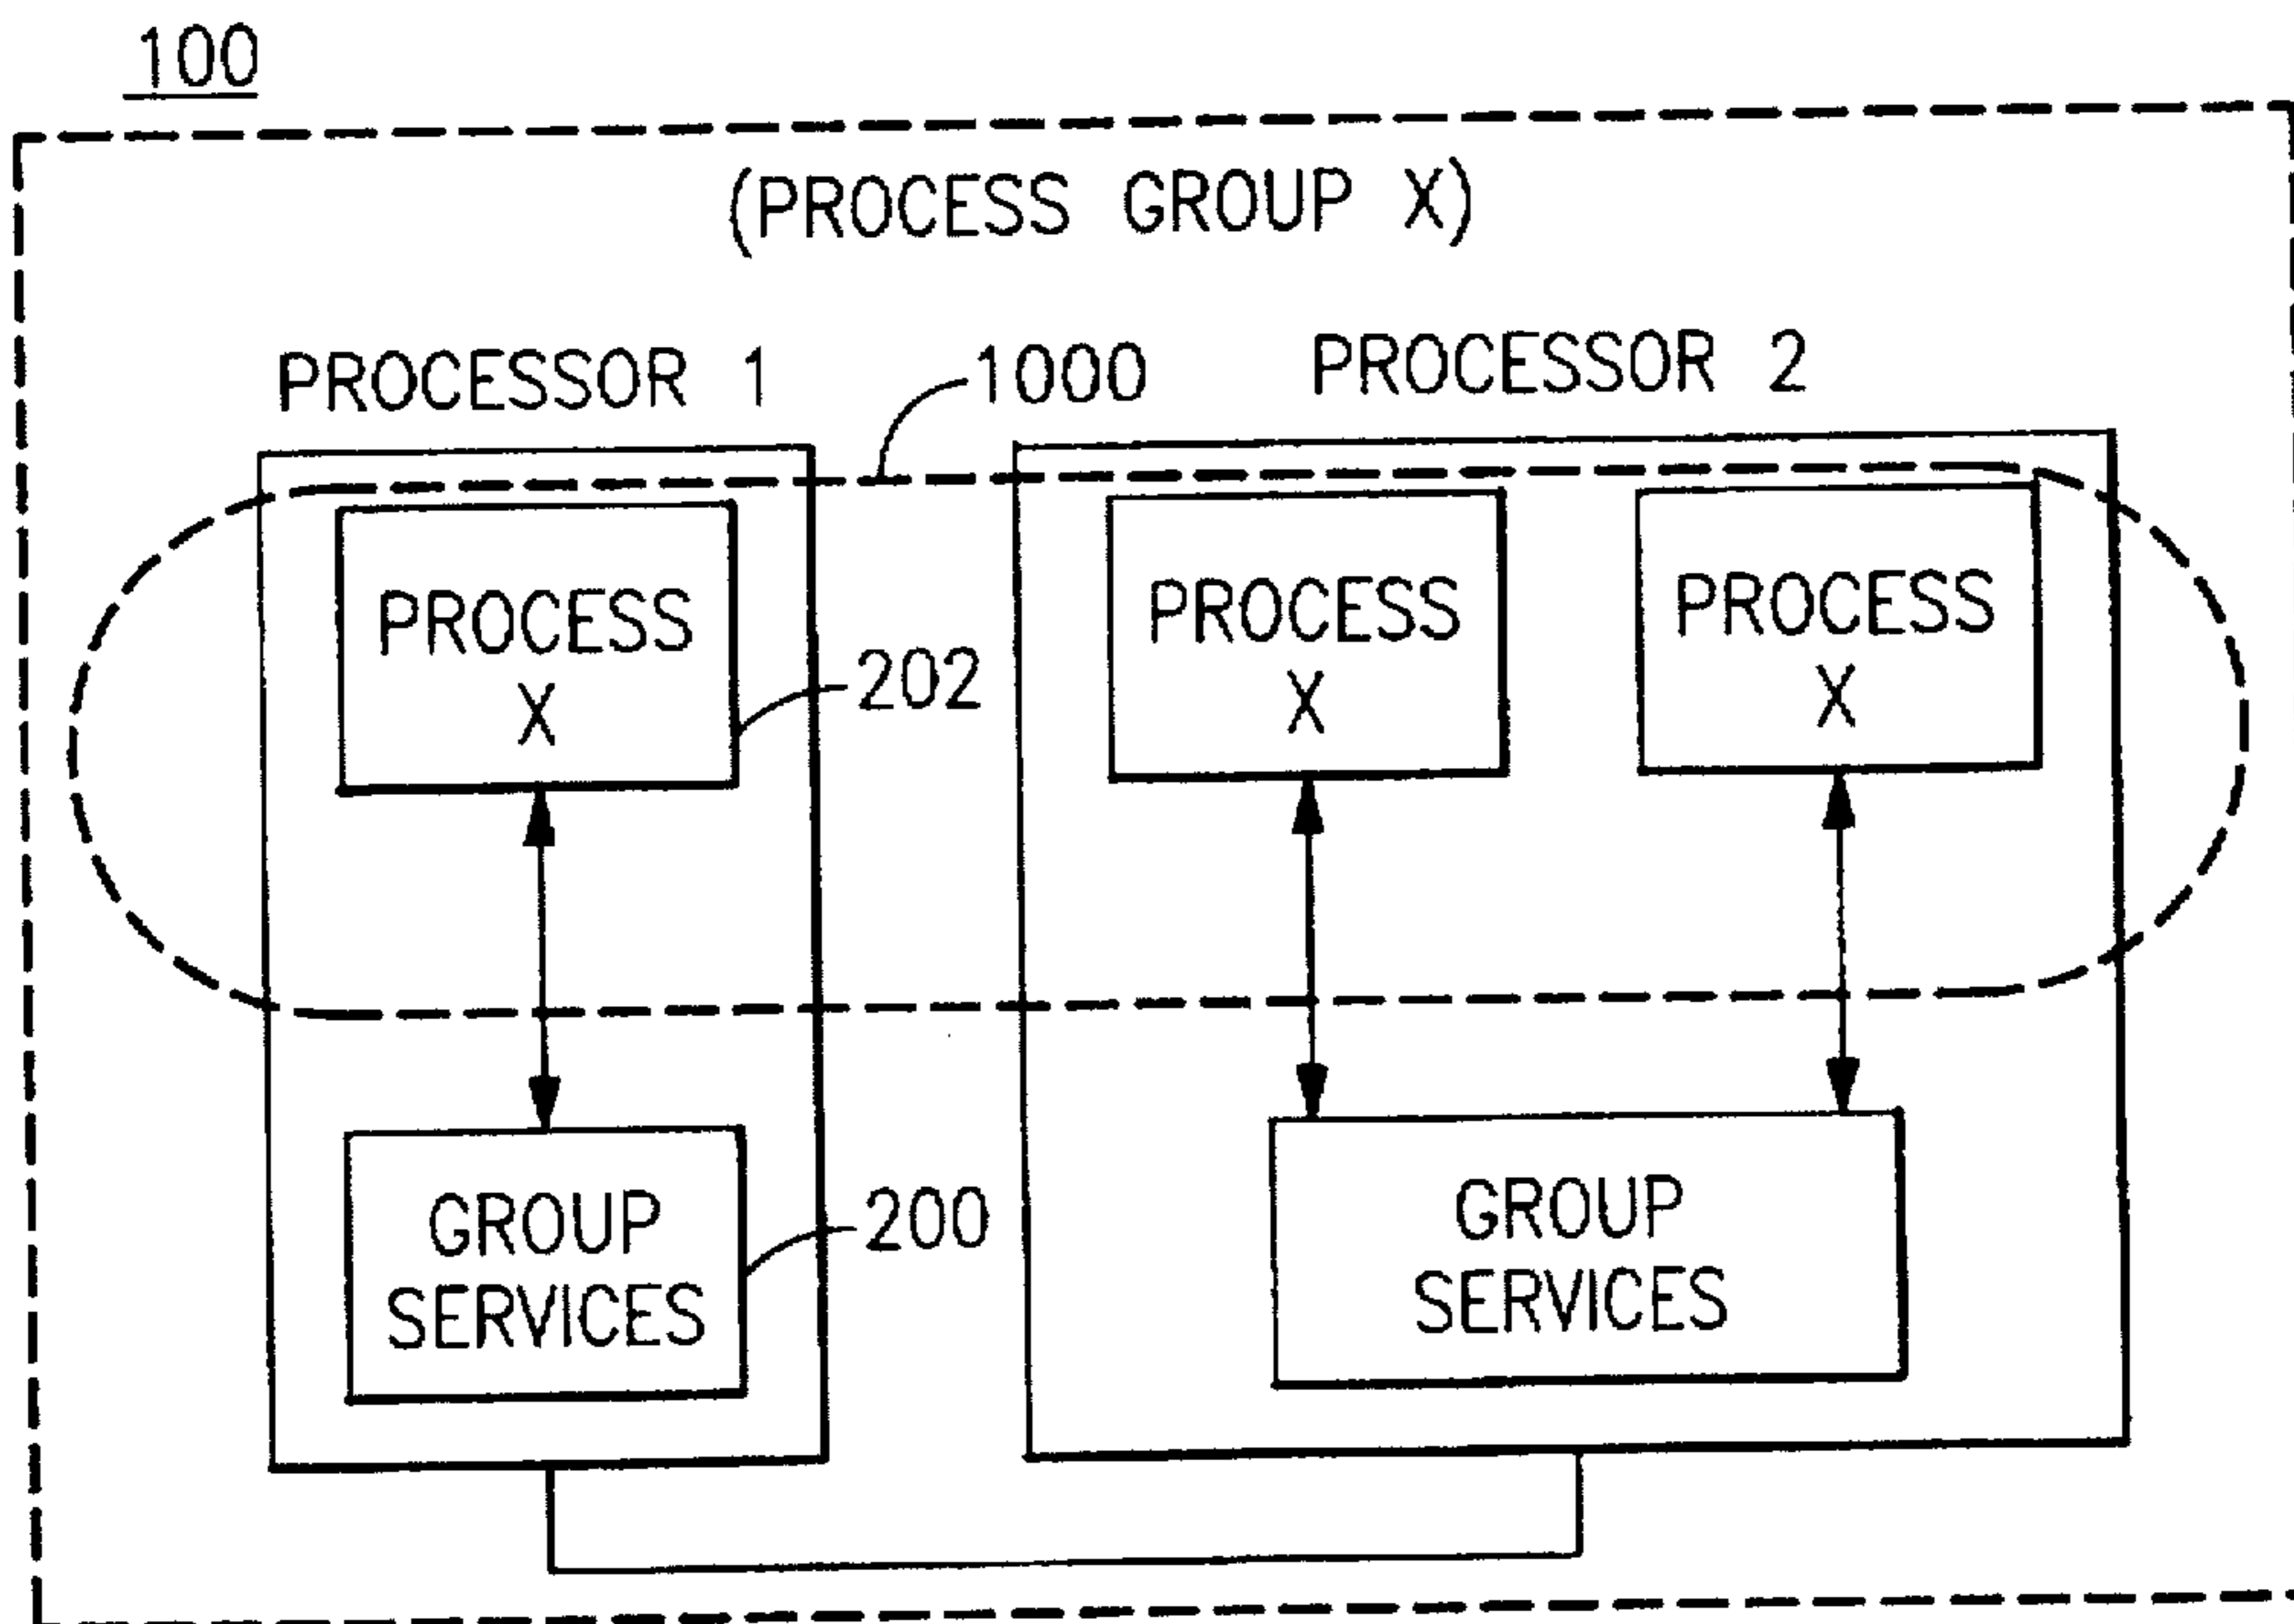 100
(PROCESS GROUP X)
PROCESSOR 1
1000
PROCESSOR 2
PROCESS
X
202
PROCESS
X
PROCESS
X
GROUP
SERVICES
200
GROUP
SERVICES